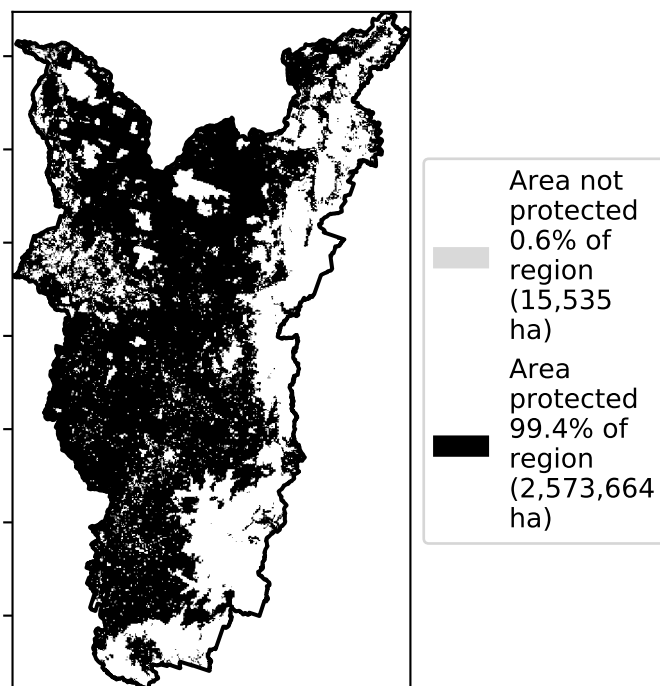 Area not
protected
0.6% of
region
(15,535
ha)
Area
protected
99.4% of
region
(2,573,664
ha)